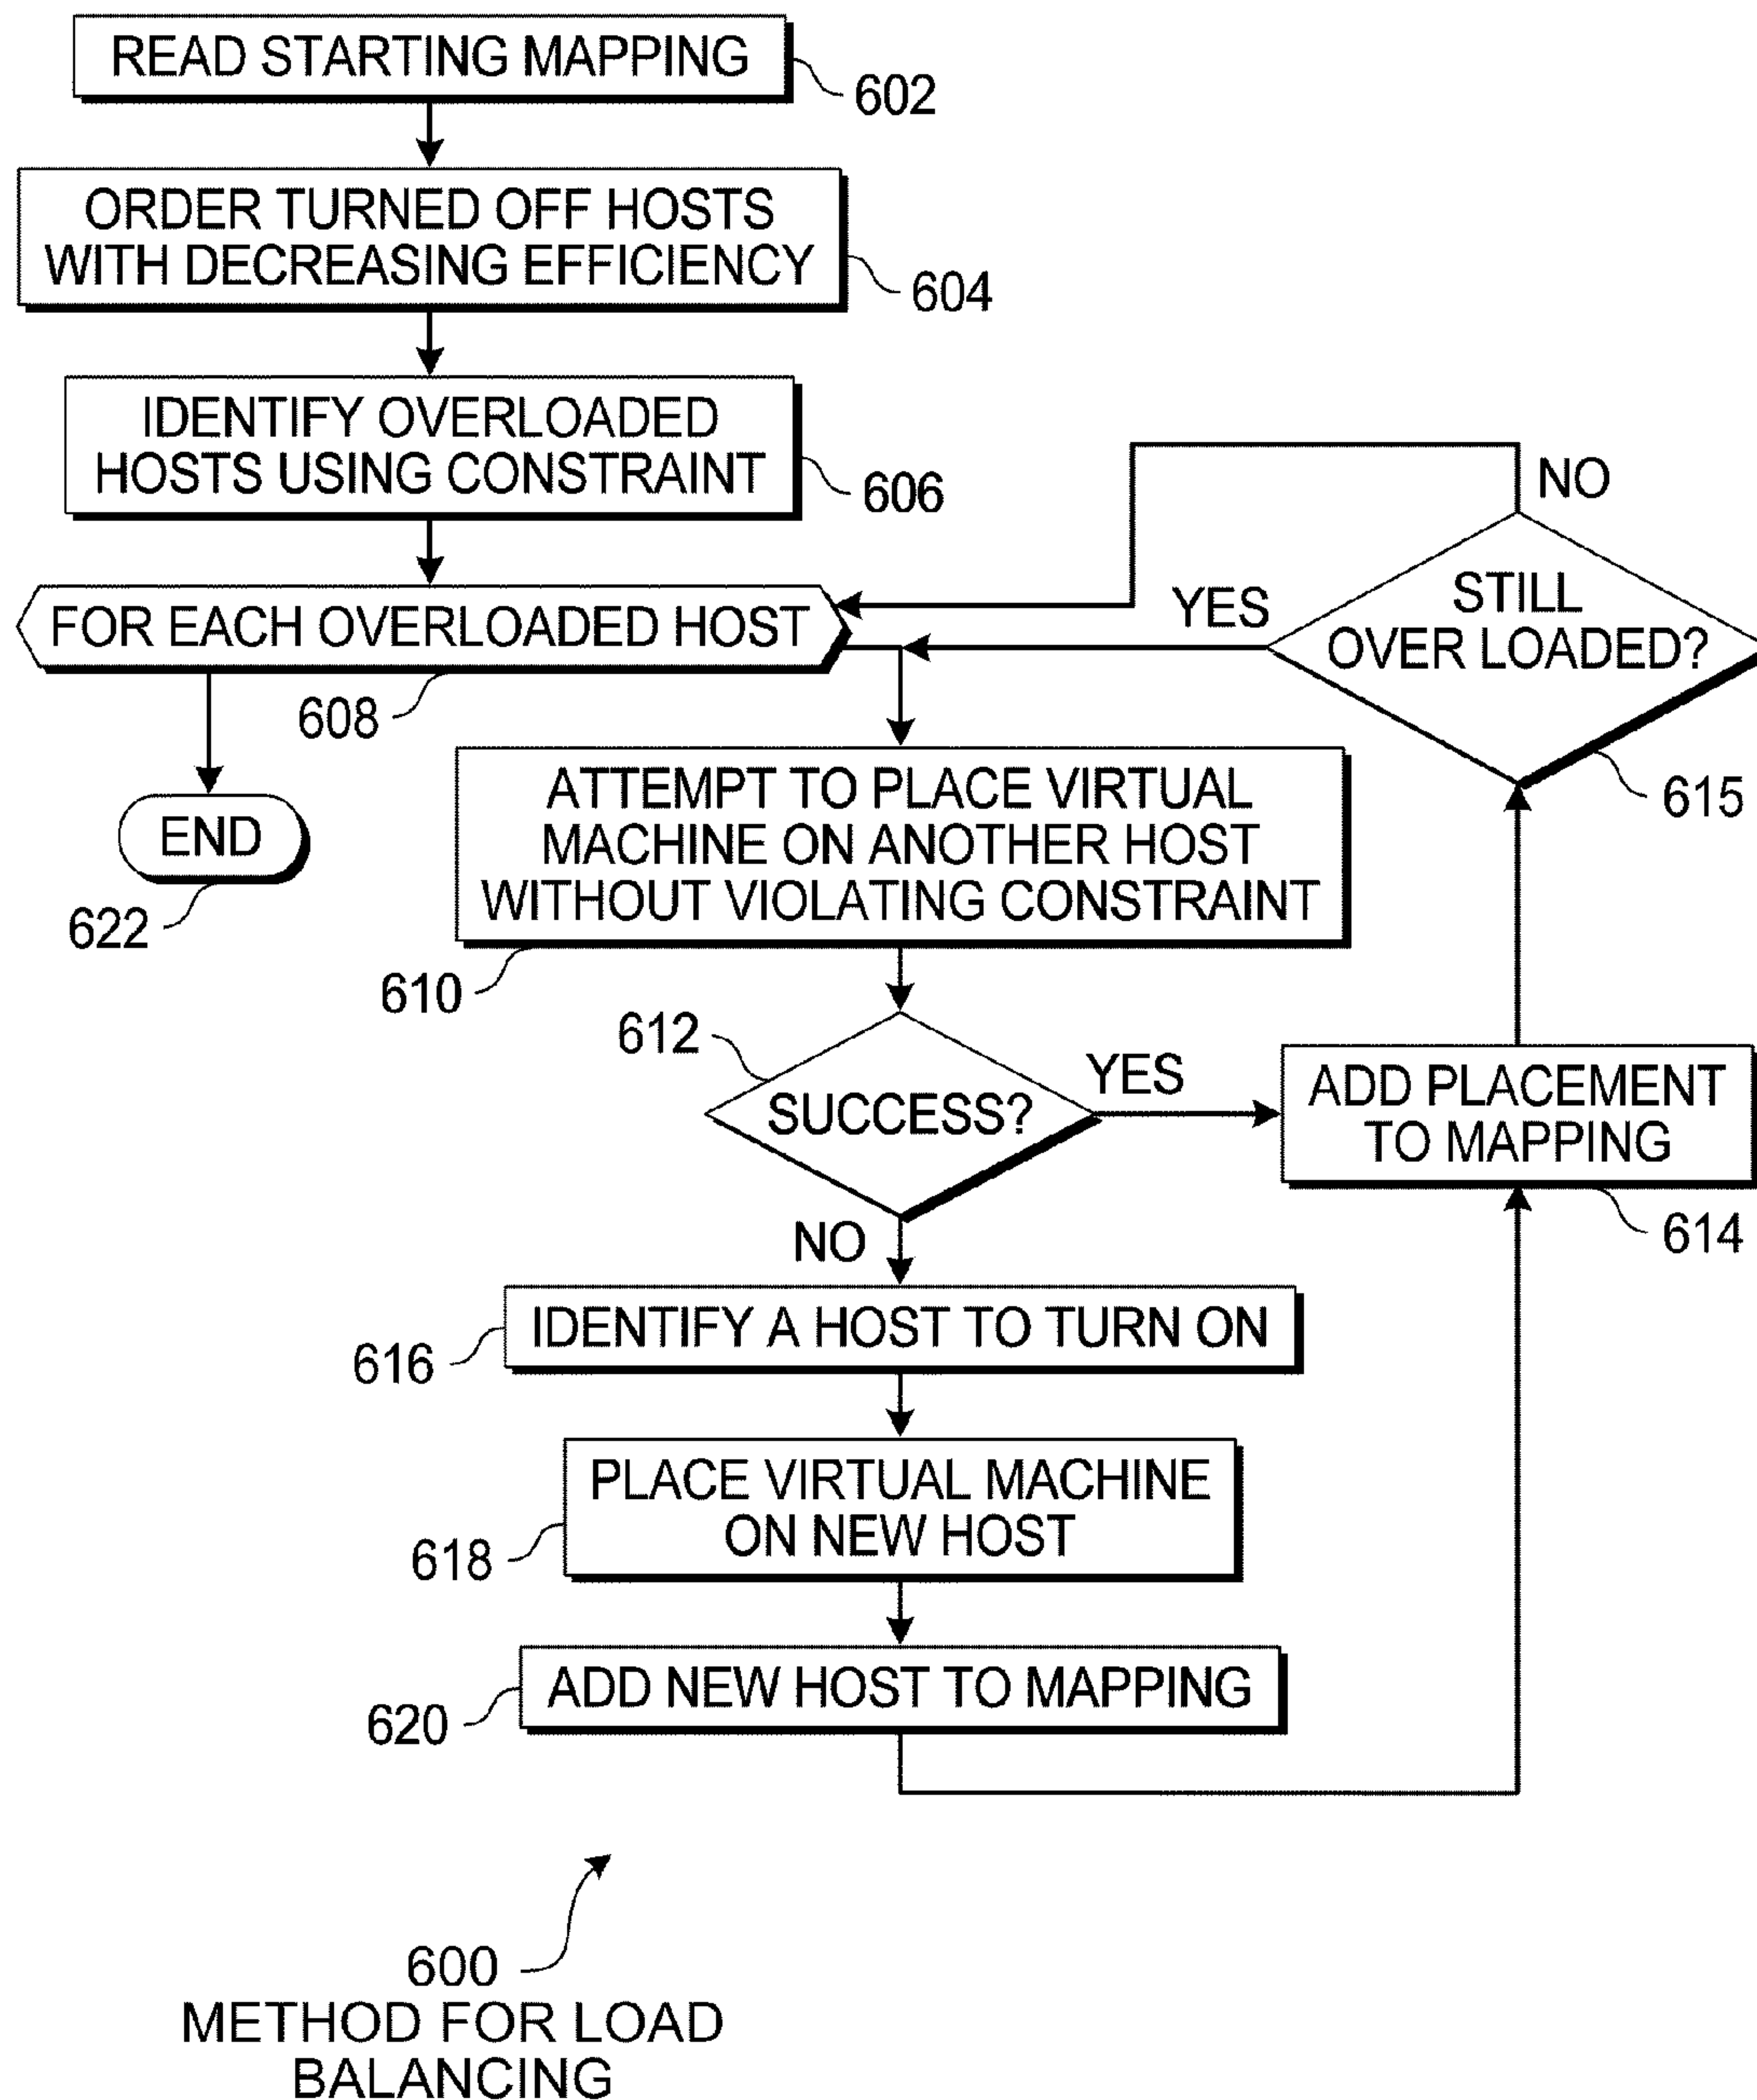 READ STARTING MAPPING
602
ORDER TURNED OFF HOSTS
WITH DECREASING EFFICIENCY
604
IDENTIFY OVERLOADED
HOSTS USING CONSTRAINT
606
NO
STILL
OVER LOADED?
YES
615
FOR EACH OVERLOADED HOST
608
END
622
ATTEMPT TO PLACE VIRTUAL
MACHINE ON ANOTHER HOST
WITHOUT VIOLATING CONSTRAINT
610
612
SUCCESS?
YES
ADD PLACEMENT
TO MAPPING
614
NO
IDENTIFY A HOST TO TURN ON
616
PLACE VIRTUAL MACHINE
ON NEW HOST
618
ADD NEW HOST TO MAPPING
620
600
METHOD FOR LOAD
BALANCING